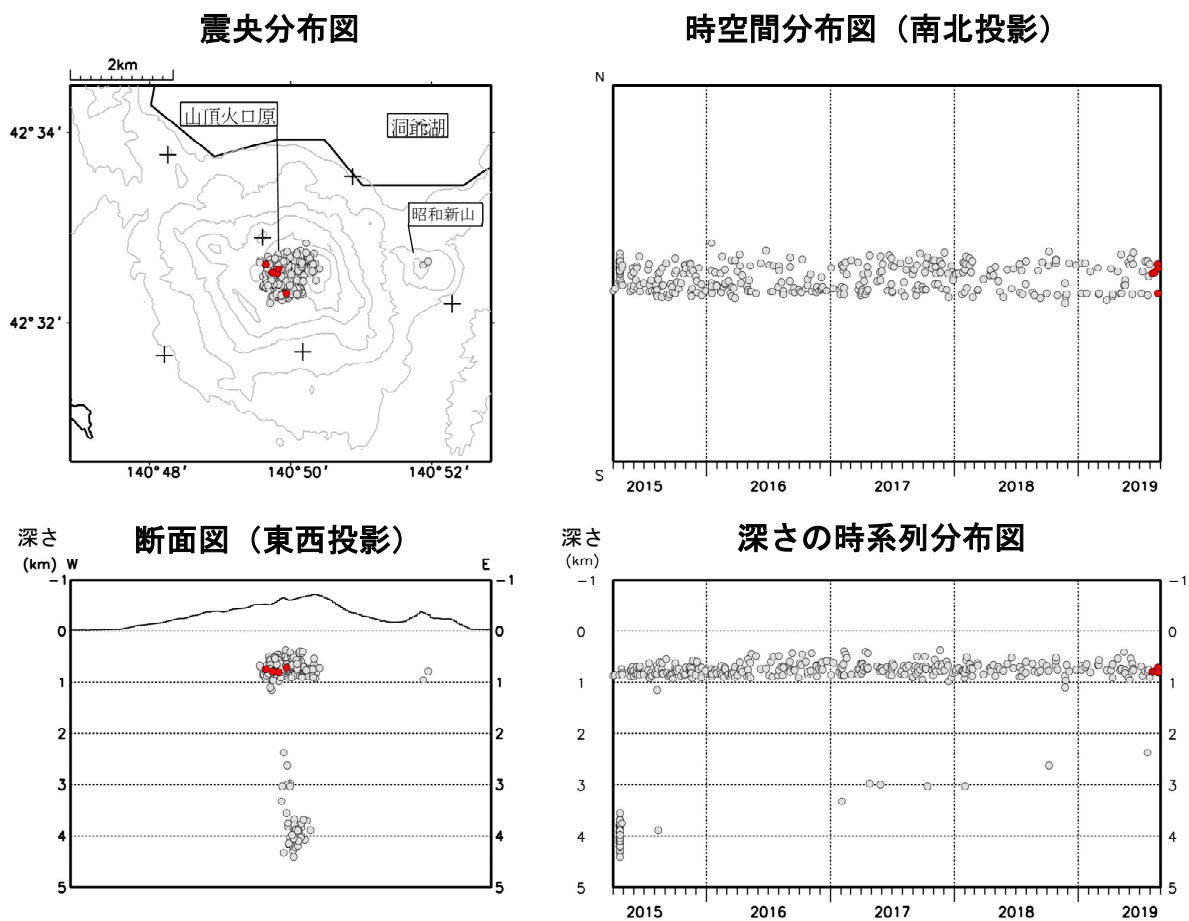 震央分布図
2km
42°34′
42°32′
山頂火口原
洞爺湖
昭和新山
140°48′ 140°50′ 140°52′
時空間分布図（南北投影）
N
S
2015 2016 2017 2018 2019
断面図（東西投影）
深さ
(km) W E
-1 -1
0 0
1 1
2 2
3 3
4 4
5 5
深さの時系列分布図
深さ
(km)
-1 -1
0 0
1 1
2 2
3 3
4 4
5 5
2015 2016 2017 2018 2019